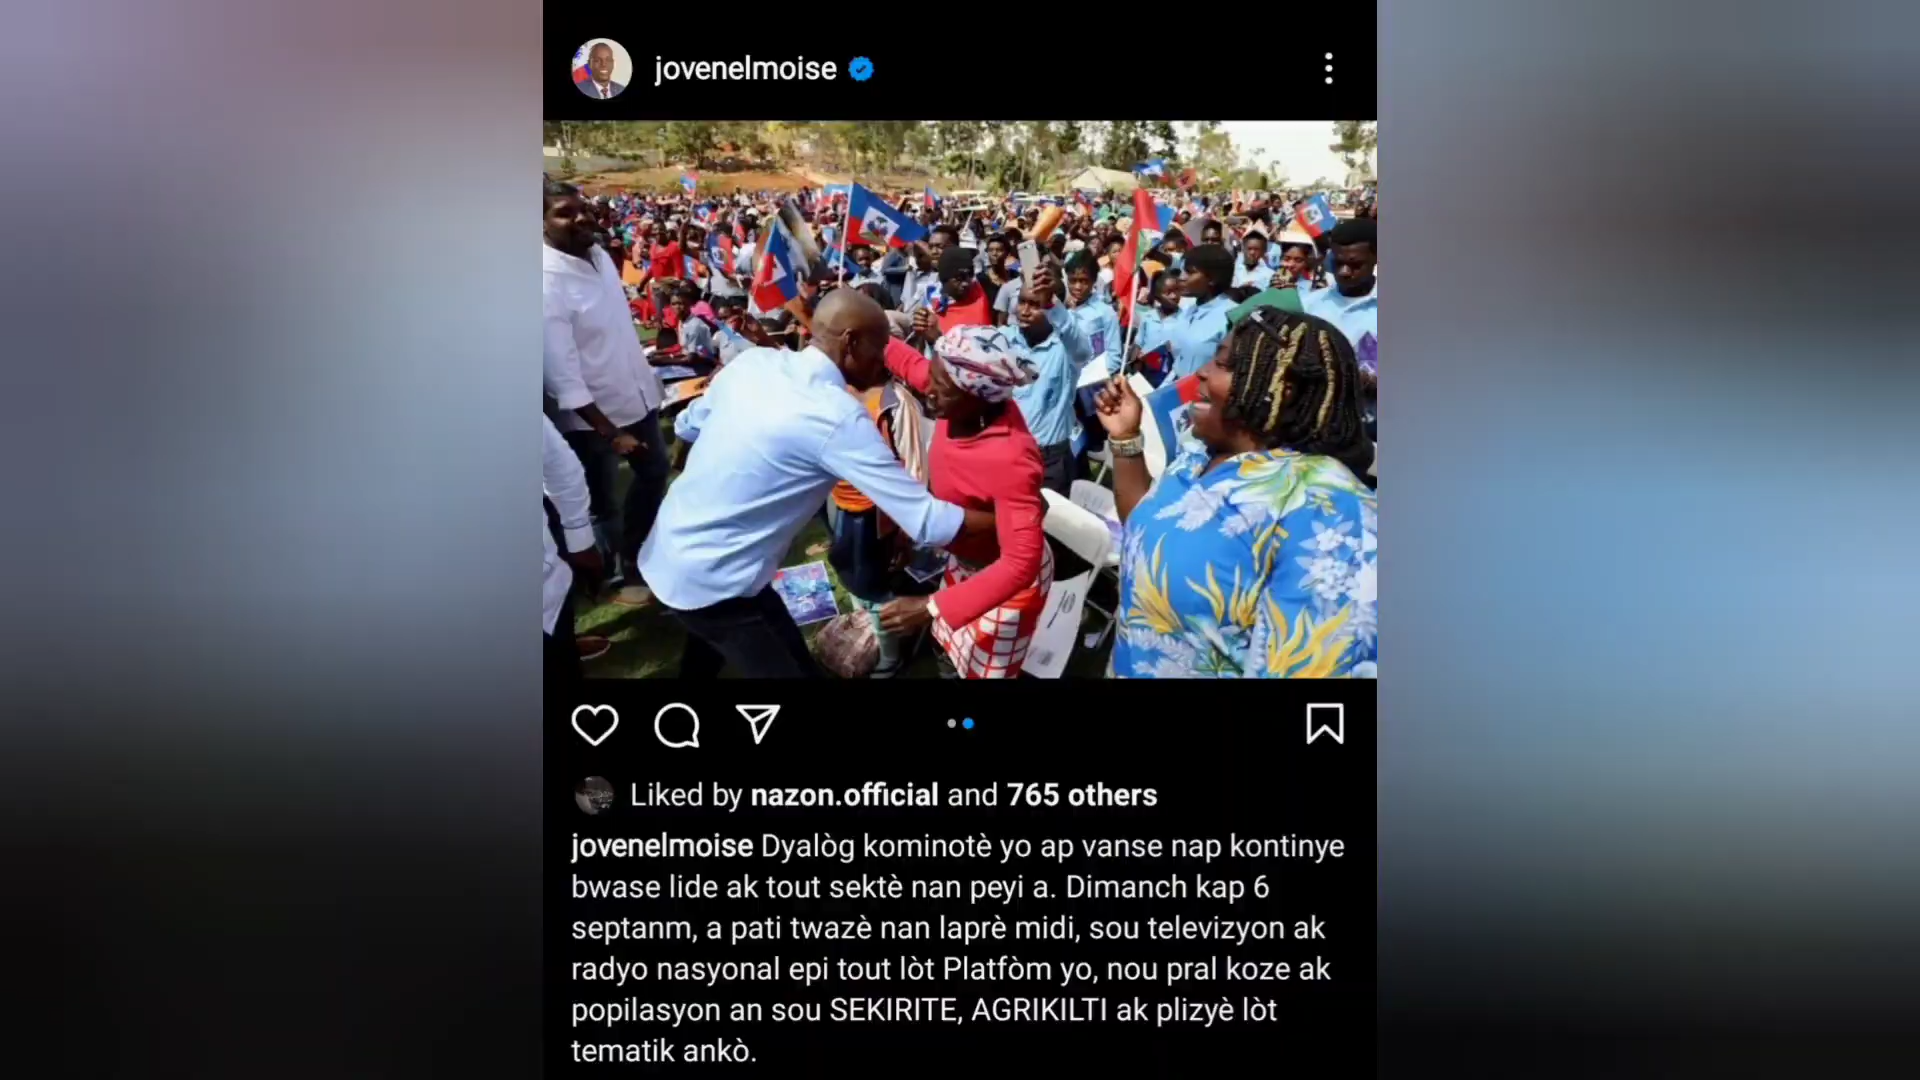 jovenelmoise
Liked by nazon.official and 765 others
jovenelmoise Dyalòg kominotè yo ap vanse nap kontinye
bwase lide ak tout sektè nan peyi a. Dimanch kap 6
septanm, a pati twazè nan laprè midi, sou televizyon ak
radyo nasyonal epi tout lòt Platfòm yo, nou pral koze ak
popilasyon an sou SEKIRITE, AGRIKILTI ak plizyè lòt
tematik ankò.